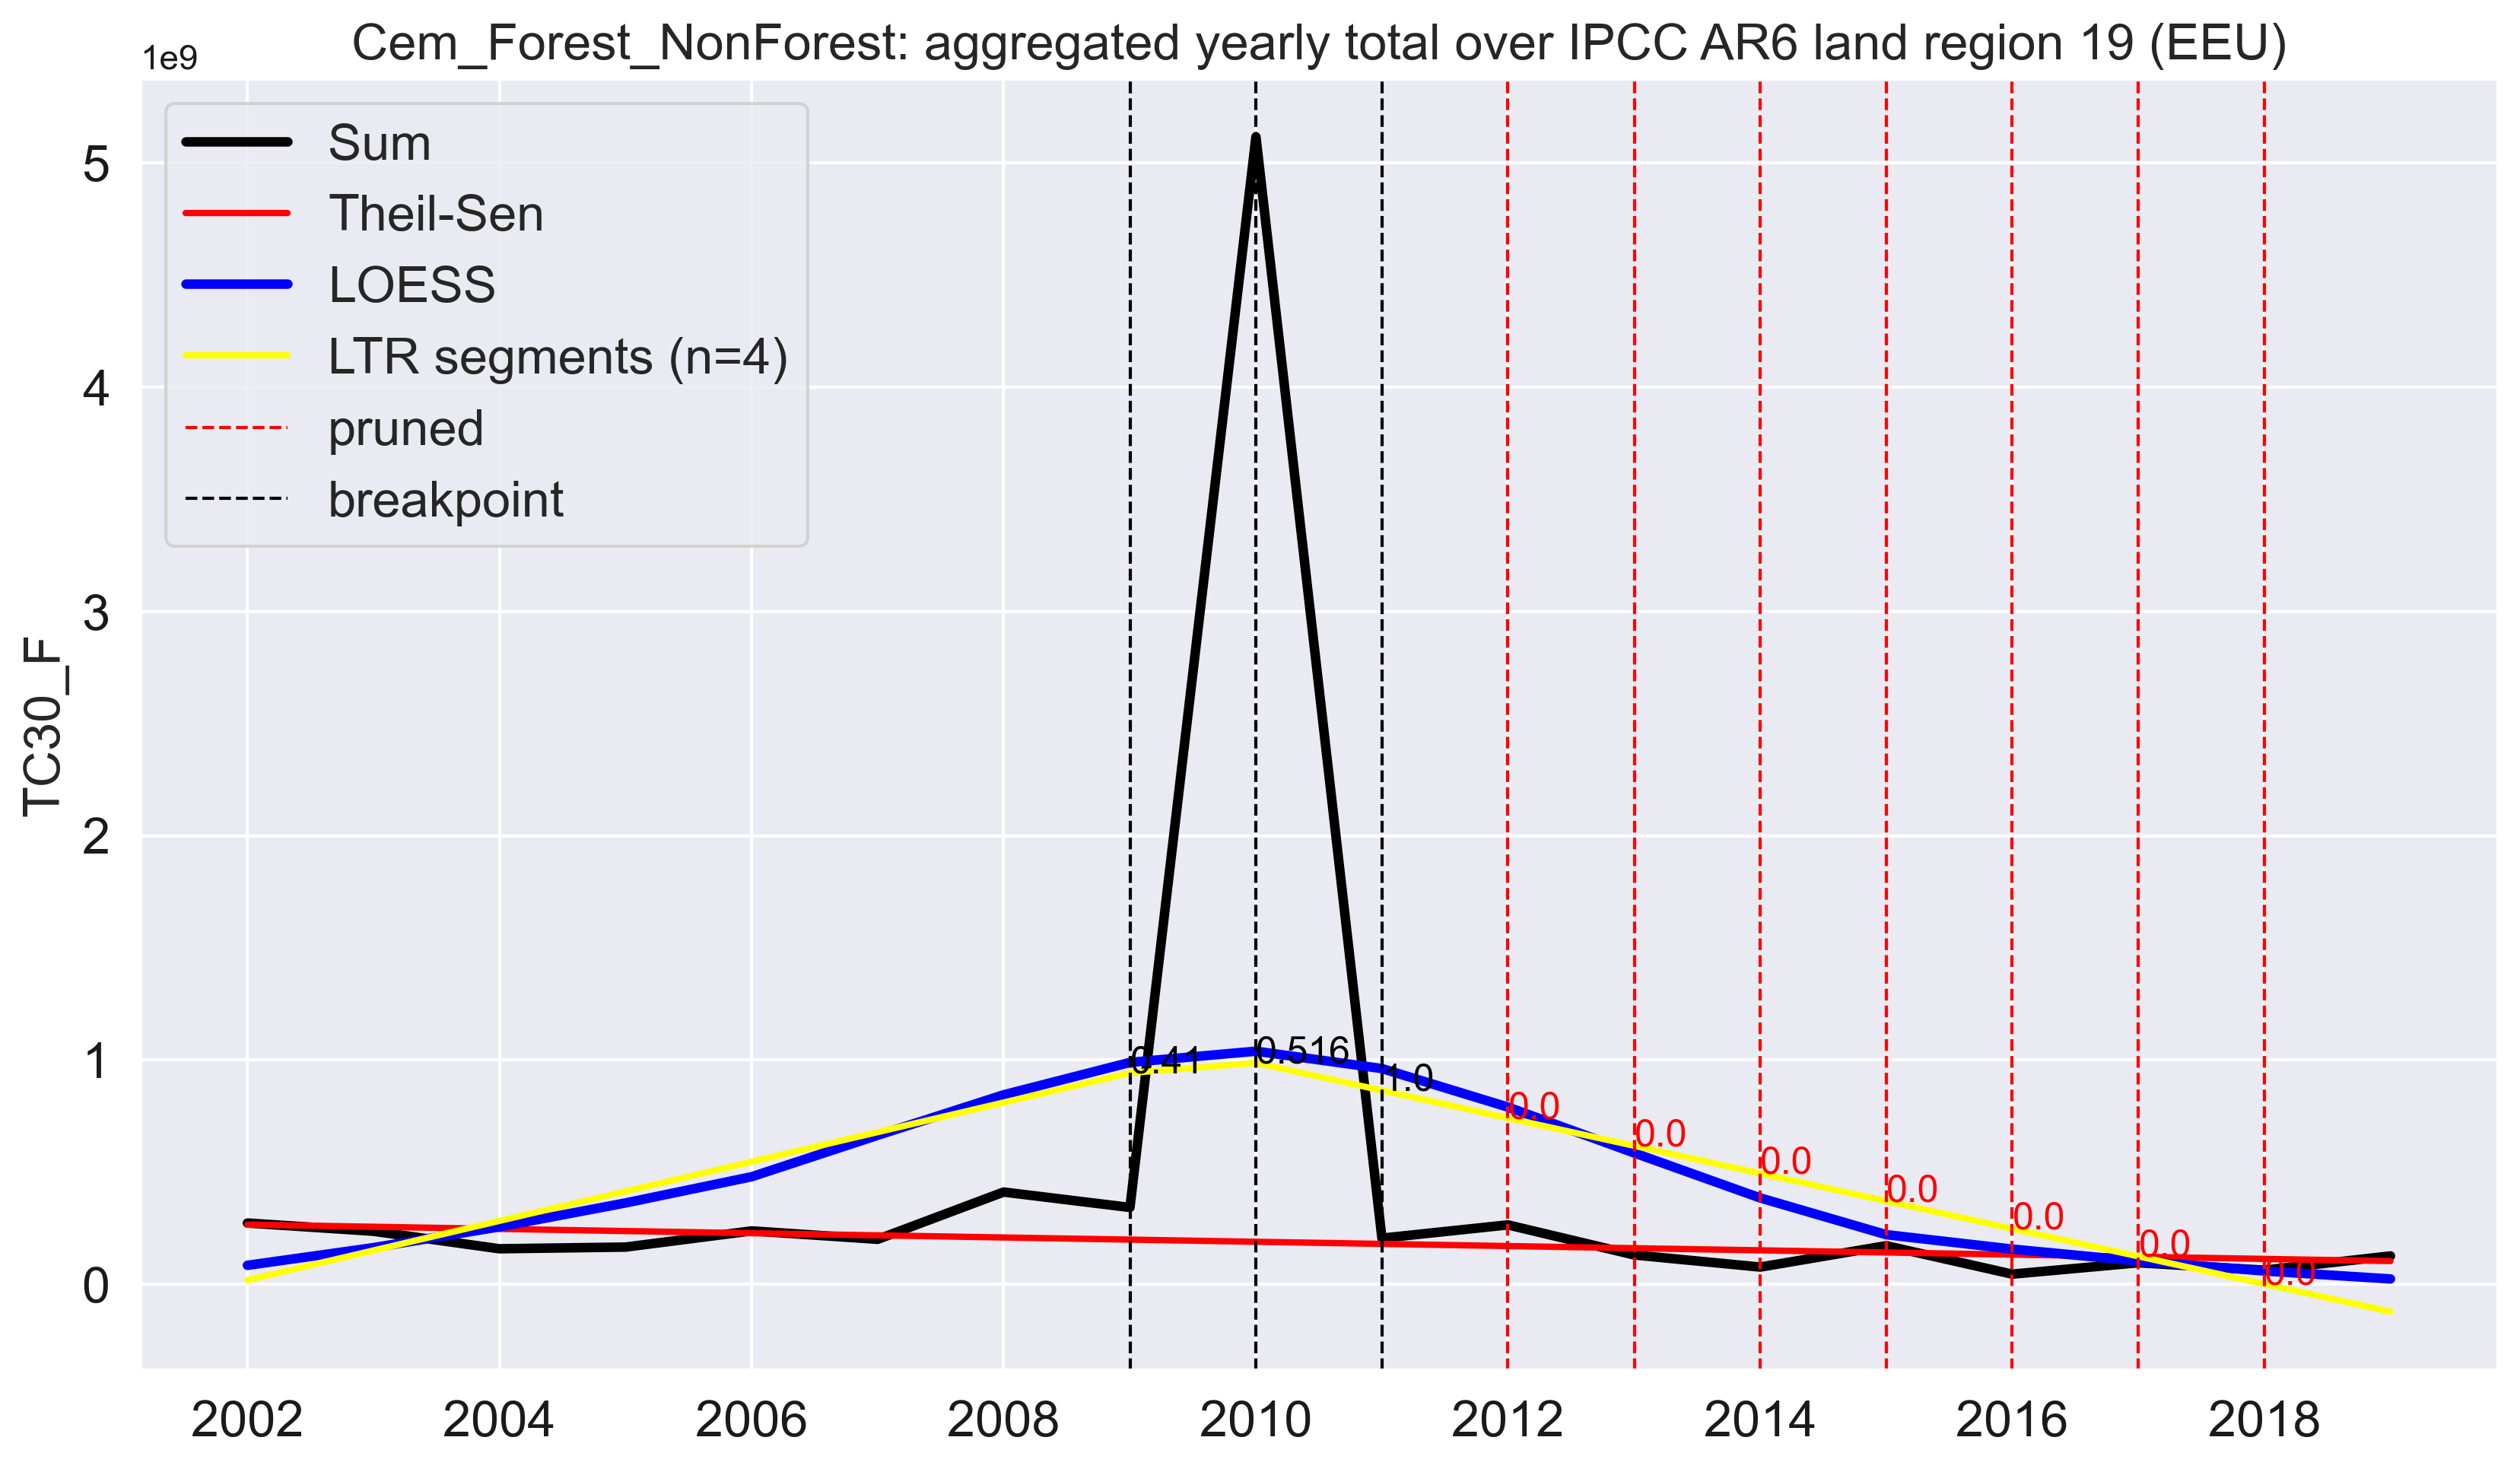 Cem_Forest_NonForest: aggregated yearly total over IPCC AR6 land region 19 (EEU)
1e9
Sum
Theil-Sen
LOESS
LTR segments (n=4)
pruned
breakpoint
TC30_F
5
4
3
2
1
0
0.41
0.516
1.0
0.0
0.0
0.0
0.0
0.0
0.0
0.0
2002 2004 2006 2008 2010 2012 2014 2016 2018